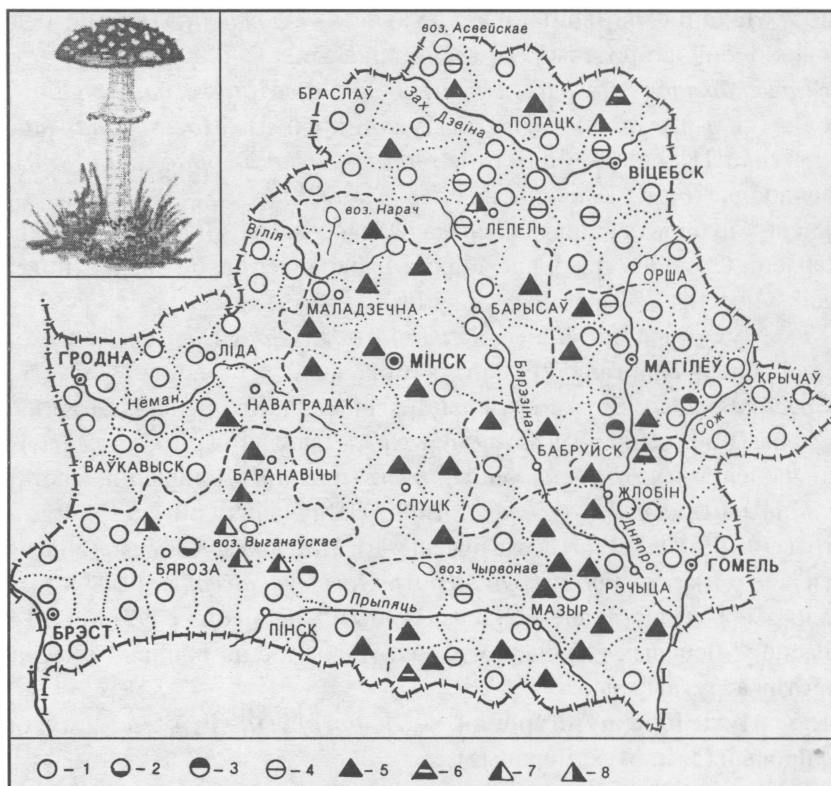 воз. Асвейскае
БРАСЛАЎ
Зах. Дзвіна
ПОЛАЦК
ВІЦЕБСК
воз. Нарач
ЛЕПЕЛЬ
Вілія
ОРША
МАЛАДЗЕЧНА
БАРЫСАЎ
ГРОДНА
ЛІДА
МІНСК
МАГІЛЁЎ
КРЫЧАЎ
Нёман
НАВАГРАДАК
Бярэзіна
Сож
ВАЎКАВЫСК
БАРАНАВІЧЫ
БАБРУЙСК
СЛУЦК
ЖЛОБІН
воз. Выганаўскае
Дняпро
БЯРОЗА
воз. Чырвонае
ГОМЕЛЬ
РЭЧЫЦА
БРЭСТ
ПІНСК
Прыпяць
МАЗЫР
- 1 - 2 - 3 - 4 - 5 - 6 - 7 - 8